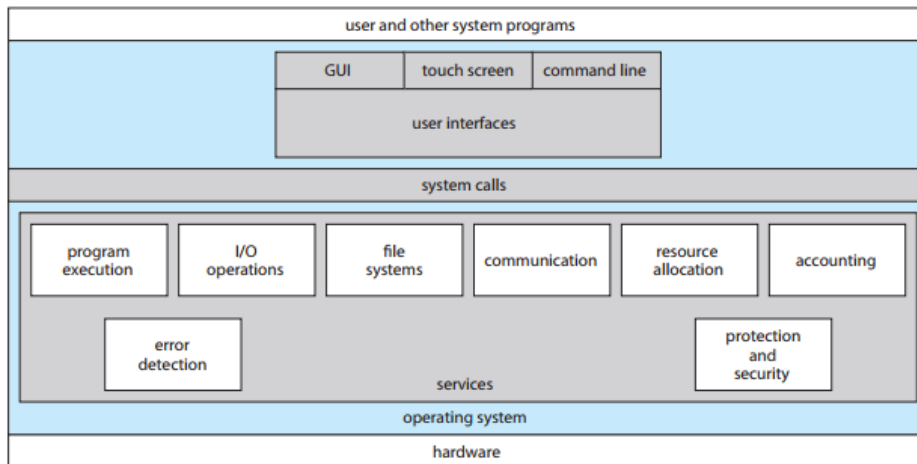 user and other system programs
GUI
touch screen
command line
user interfaces
system calls
program
execution
I/O
operations
file
systems
communication
resource
allocation
accounting
error
detection
protection
and
security
services
operating system
hardware